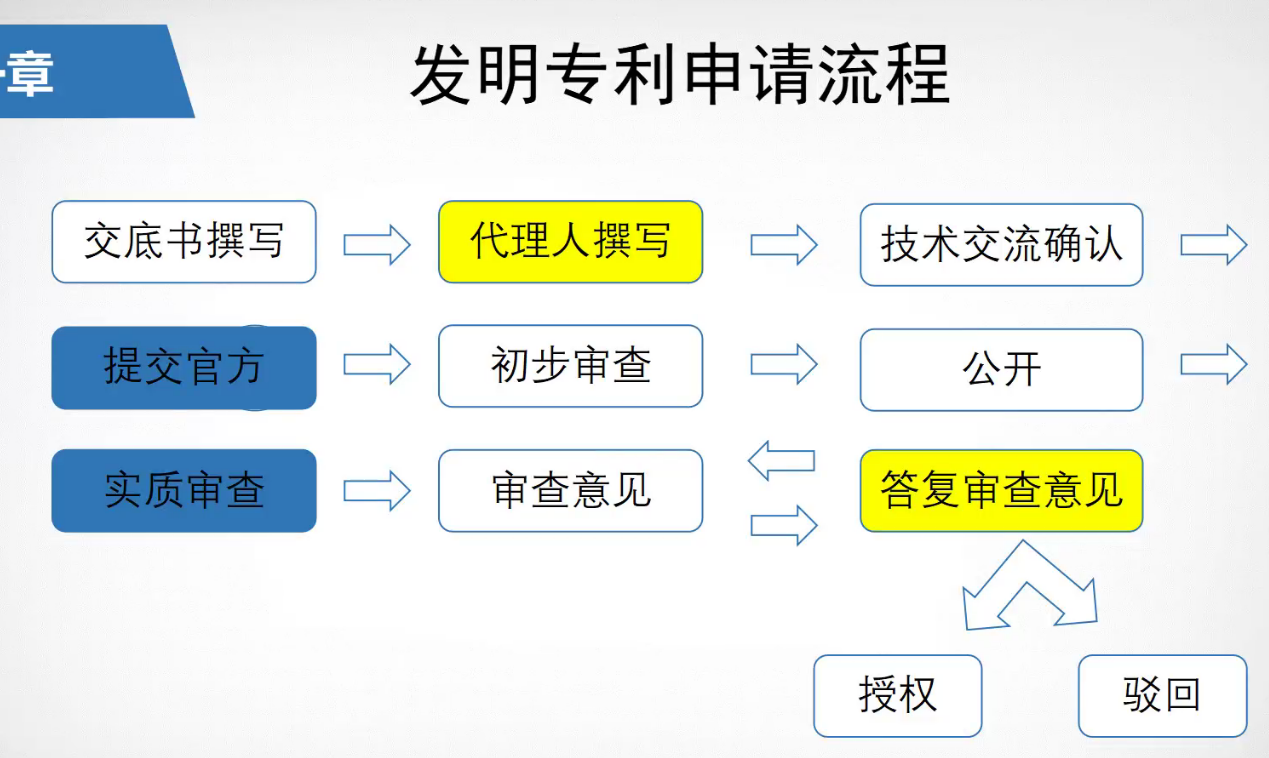 章
发明专利申请流程
交底书撰写
代理人撰写
技术交流确认
提交官方
初步审查
公开
实质审查
审查意见
答复审查意见
授权
驳回